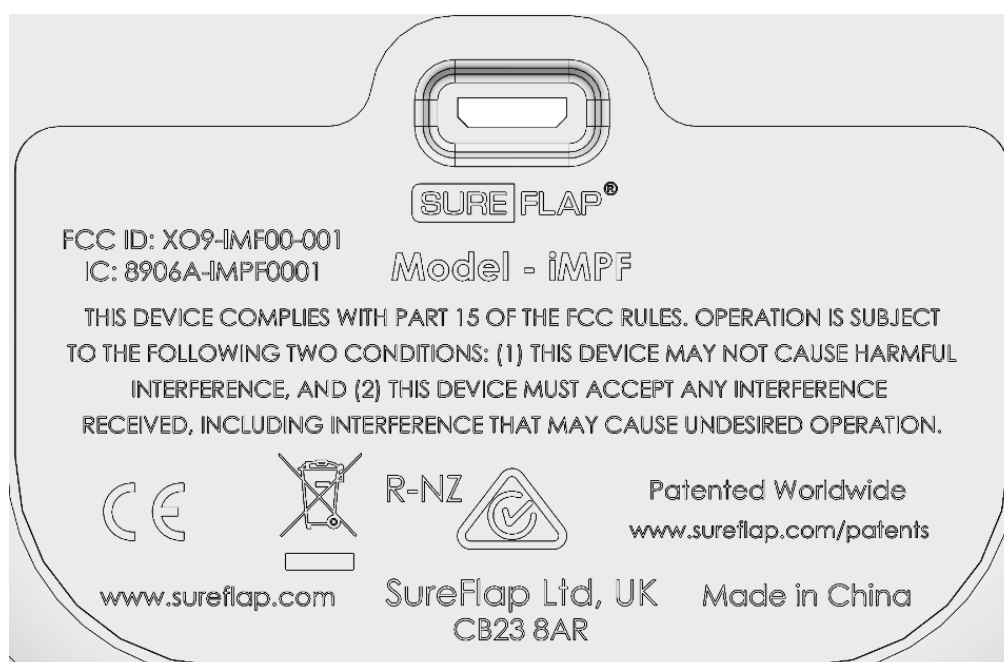 SURE FLAP®
FCC ID: XO9-IMF00-001
IC: 8906A-IMPF0001
Model - iMPF
THIS DEVICE COMPLIES WITH PART 15 OF THE FCC RULES. OPERATION IS SUBJECT
TO THE FOLLOWING TWO CONDITIONS: (1) THIS DEVICE MAY NOT CAUSE HARMFUL
INTERFERENCE, AND (2) THIS DEVICE MUST ACCEPT ANY INTERFERENCE
RECEIVED, INCLUDING INTERFERENCE THAT MAY CAUSE UNDESIRED OPERATION.
CE
R-NZ
Patented Worldwide
www.sureflap.com/patents
www.sureflap.com
SureFlap Ltd, UK
CB23 8AR
Made in China